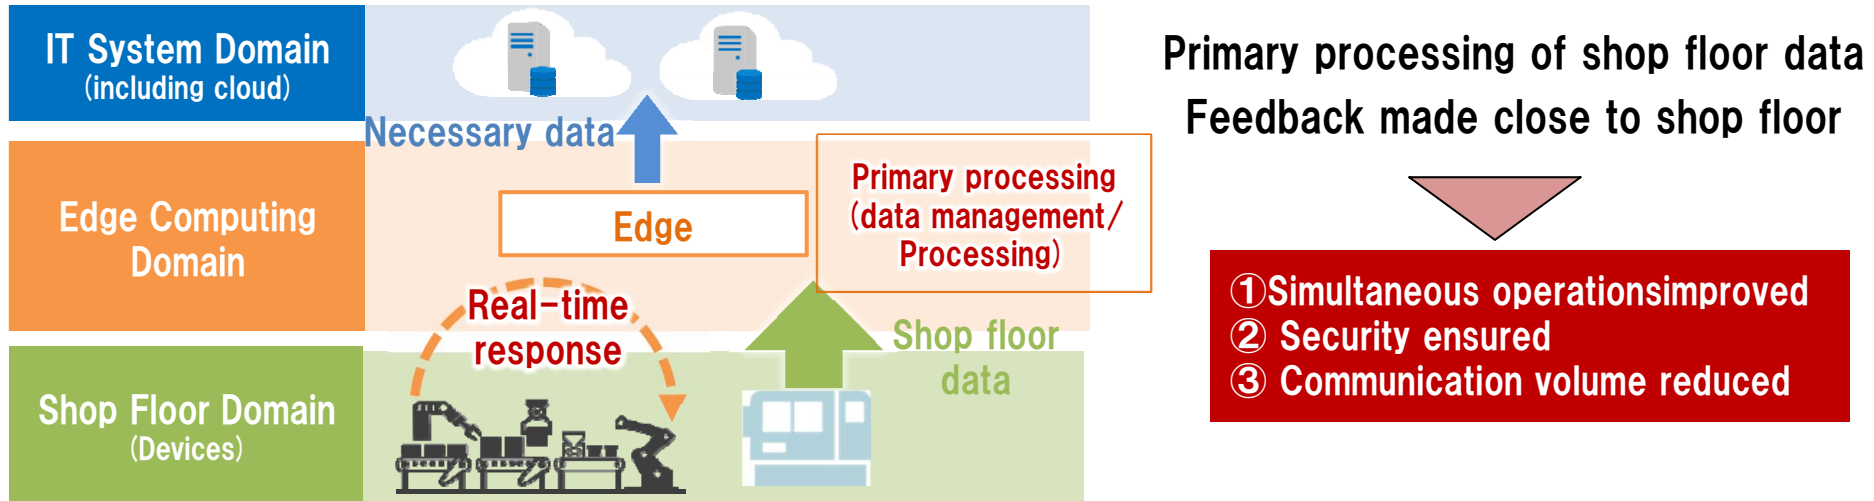 IT System Domain
(including cloud)
Necessary data
Edge Computing
Domain
Edge
Primary processing
(data management/
Processing)
Real-time
response
Shop floor
data
Shop Floor Domain
(Devices)
Primary processing of shop floor data
Feedback made close to shop floor
①Simultaneous operationsimproved
② Security ensured
③ Communication volume reduced